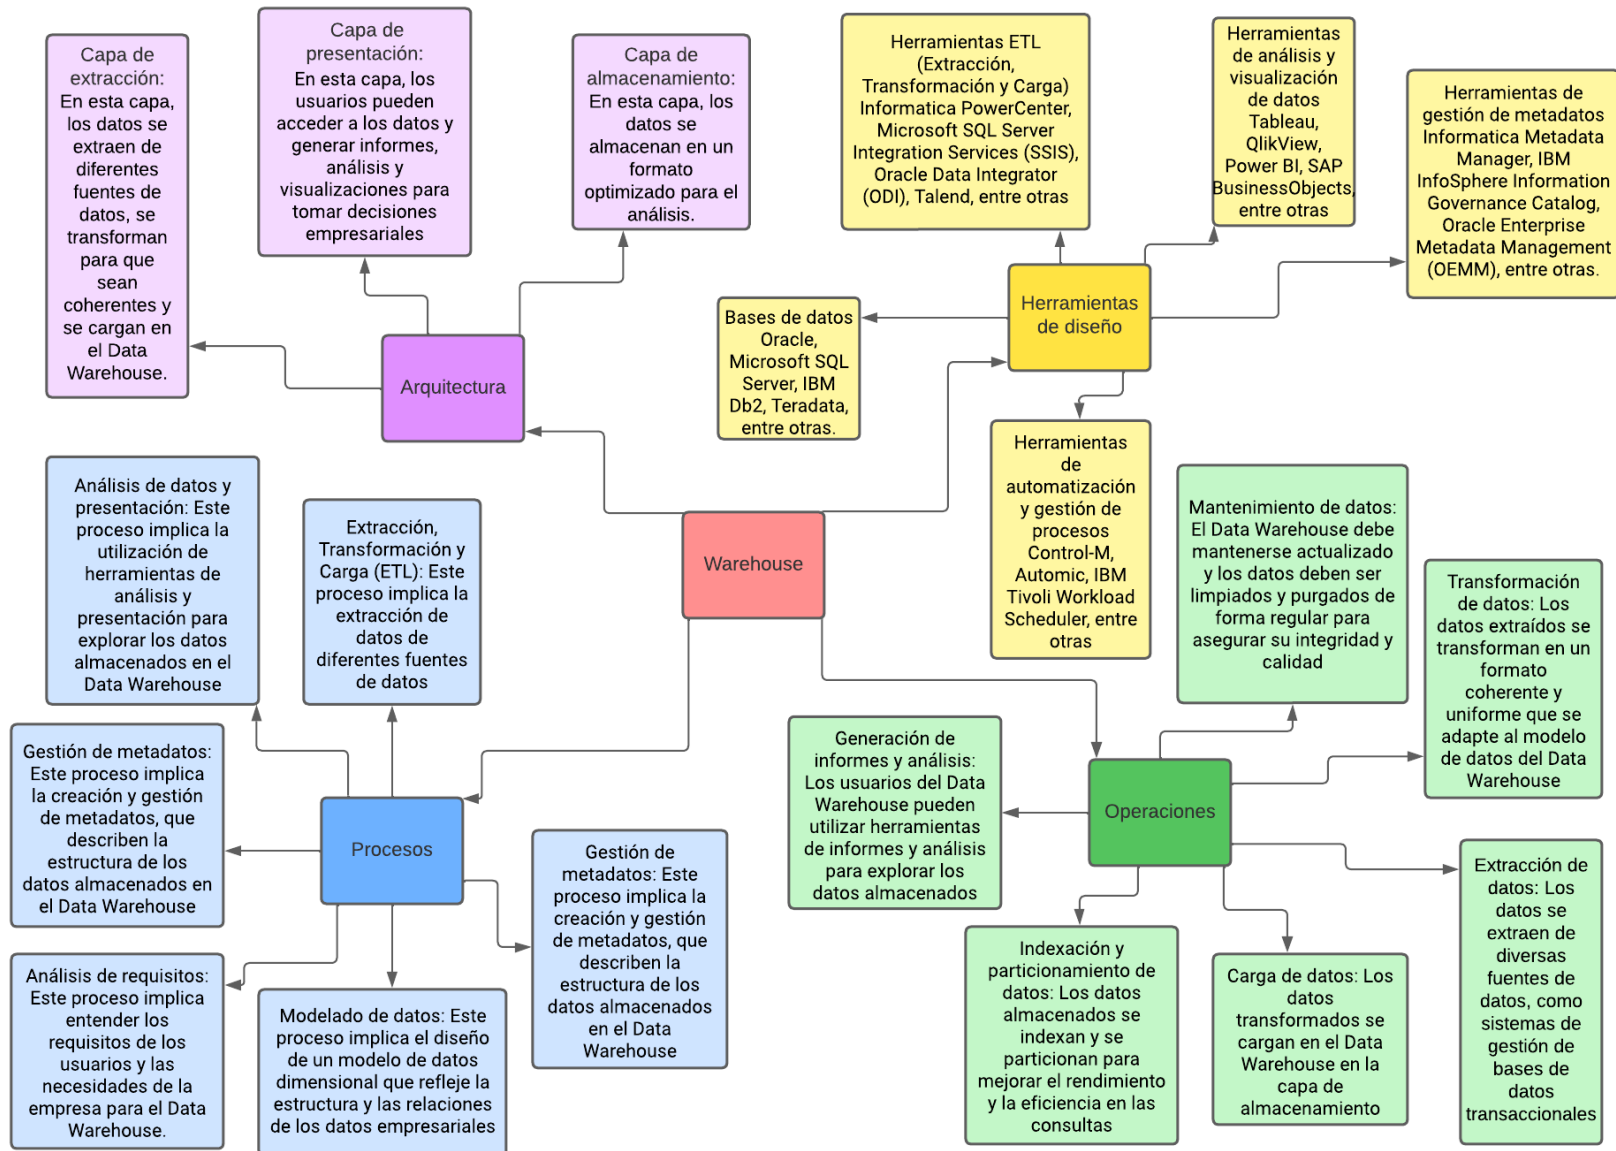 Capa de
extracción:
En esta capa,
los datos se
extraen de
diferentes
fuentes de
datos, se
transforman
para que
sean
coherentes y
se cargan en
el Data
Warehouse.
Capa de
presentación:
En esta capa, los
usuarios pueden
acceder a los datos y
generar informes,
análisis y
visualizaciones para
tomar decisiones
empresariales
Capa de
almacenamiento:
En esta capa, los
datos se
almacenan en un
formato
optimizado para el
análisis.
Arquitectura
Herramientas ETL
(Extracción,
Transformación y Carga)
Informatica PowerCenter,
Microsoft SQL Server
Integration Services (SSIS),
Oracle Data Integrator
(ODI), Talend, entre otras
Herramientas
de análisis y
visualización
de datos
Tableau,
QlikView,
Power BI, SAP
BusinessObjects,
entre otras
Herramientas de
gestión de metadatos
Informatica Metadata
Manager, IBM
InfoSphere Information
Governance Catalog,
Oracle Enterprise
Metadata Management
(OEMM), entre otras.
Herramientas
de diseño
Bases de datos
Oracle,
Microsoft SQL
Server, IBM
Db2, Teradata,
entre otras.
Herramientas
de
automatización
y gestión de
procesos
Control-M,
Automic, IBM
Tivoli Workload
Scheduler, entre
otras
Warehouse
Análisis de datos y
presentación: Este
proceso implica la
utilización de
herramientas de
análisis y
presentación para
explorar los datos
almacenados en el
Data Warehouse
Extracción,
Transformación y
Carga (ETL): Este
proceso implica la
extracción de
datos de
diferentes fuentes
de datos
Gestión de metadatos:
Este proceso implica
la creación y gestión
de metadatos, que
describen la
estructura de los
datos almacenados en
el Data Warehouse
Procesos
Gestión de
metadatos: Este
proceso implica la
creación y gestión
de metadatos, que
describen la
estructura de los
datos almacenados
en el Data
Warehouse
Análisis de requisitos:
Este proceso implica
entender los
requisitos de los
usuarios y las
necesidades de la
empresa para el Data
Warehouse.
Modelado de datos: Este
proceso implica el diseño
de un modelo de datos
dimensional que refleje la
estructura y las relaciones
de los datos empresariales
Mantenimiento de datos:
El Data Warehouse debe
mantenerse actualizado
y los datos deben ser
limpiados y purgados de
forma regular para
asegurar su integridad y
calidad
Transformación
de datos: Los
datos extraídos se
transforman en un
formato
coherente y
uniforme que se
adapte al modelo
de datos del Data
Warehouse
Generación de
informes y análisis:
Los usuarios del Data
Warehouse pueden
utilizar herramientas
de informes y análisis
para explorar los
datos almacenados
Operaciones
Extracción de
datos: Los
datos se
extraen de
diversas
fuentes de
datos, como
sistemas de
gestión de
bases de
datos
transaccionales
Indexación y
particionamiento de
datos: Los datos
almacenados se
indexan y se
particionan para
mejorar el rendimiento
y la eficiencia en las
consultas
Carga de datos: Los
datos
transformados se
cargan en el Data
Warehouse en la
capa de
almacenamiento